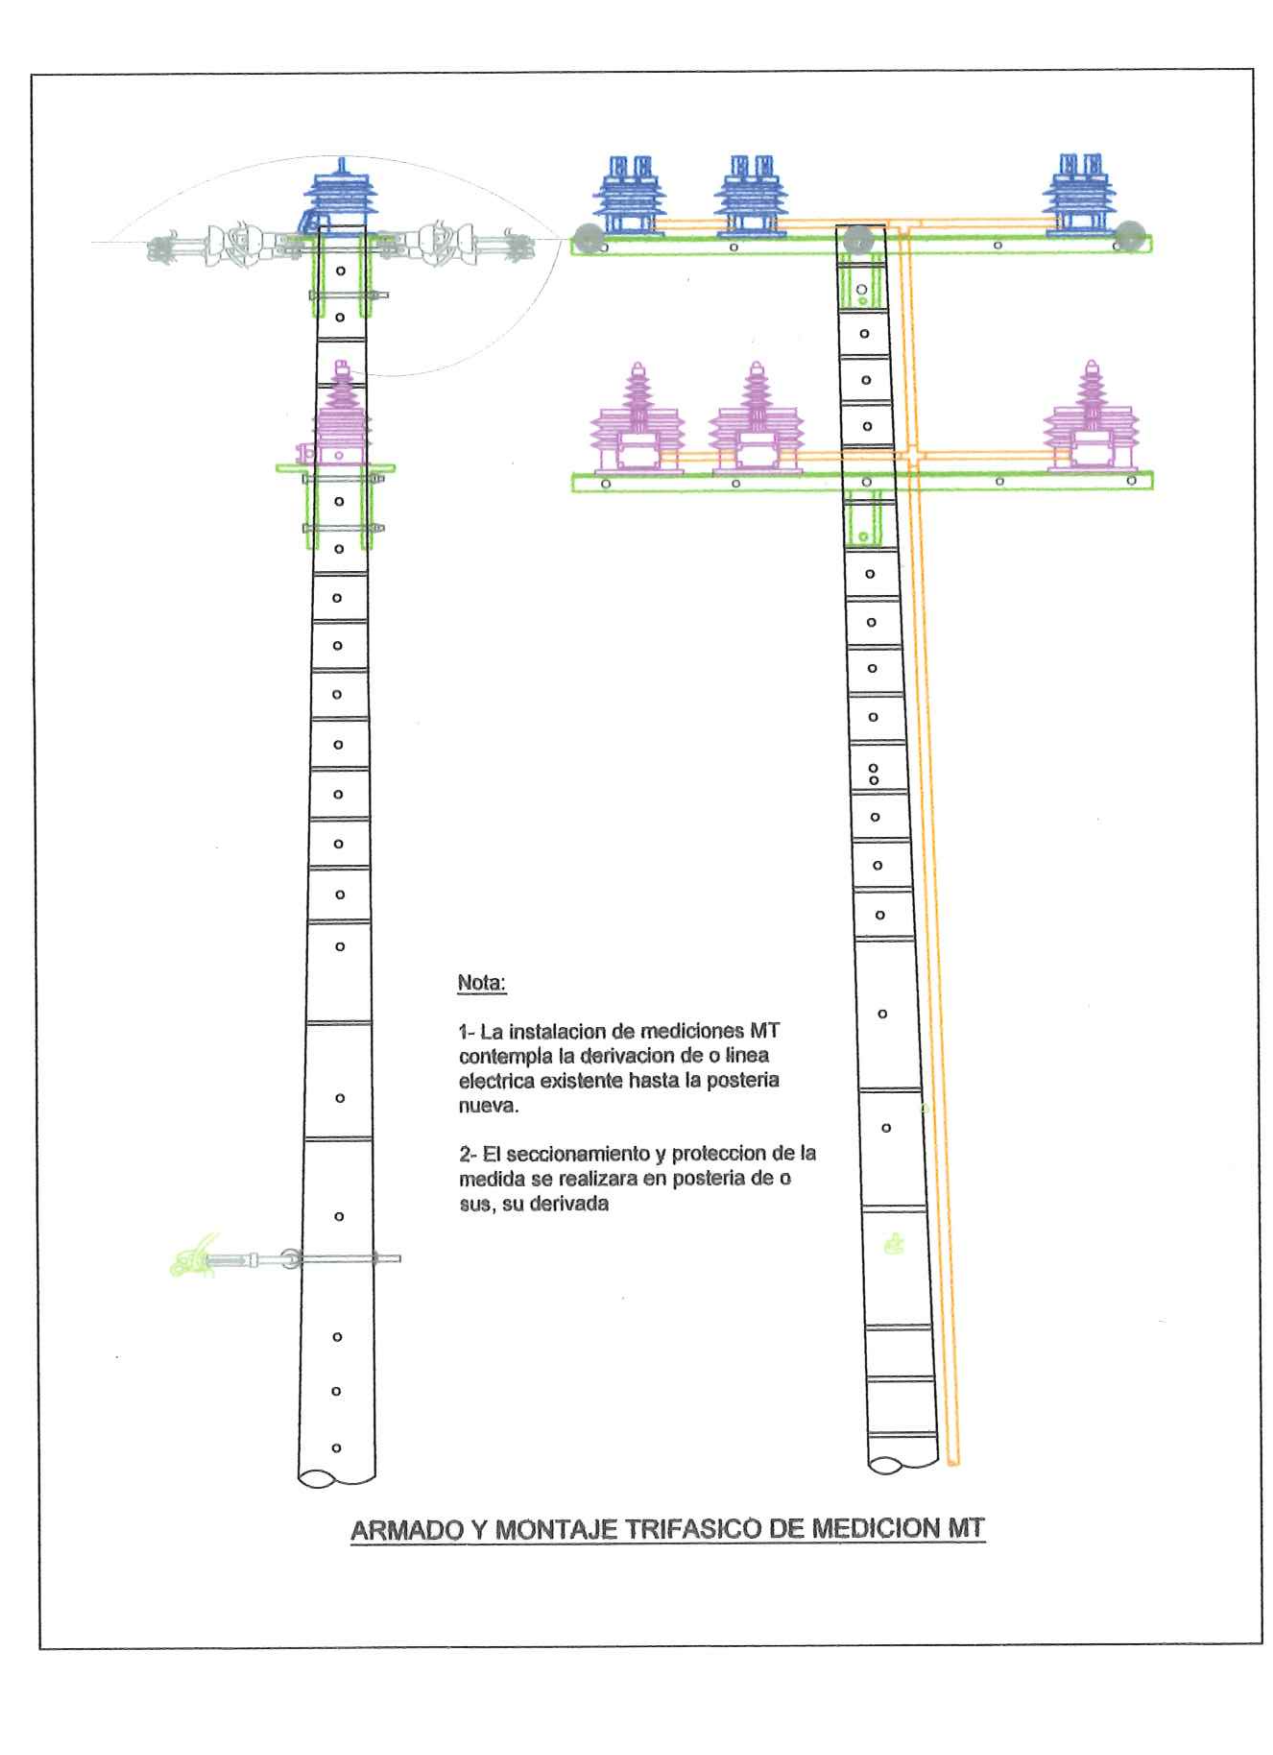 Nota:
1- La instalacion de mediciones MT
contempla la derivacion de o linea
electrica existente hasta la posteria
nueva.
2- El seccionamiento y proteccion de la
medida se realizara en posteria de o
sus, su derivada
ARMADO Y MONTAJE TRIFASICO DE MEDICION MT